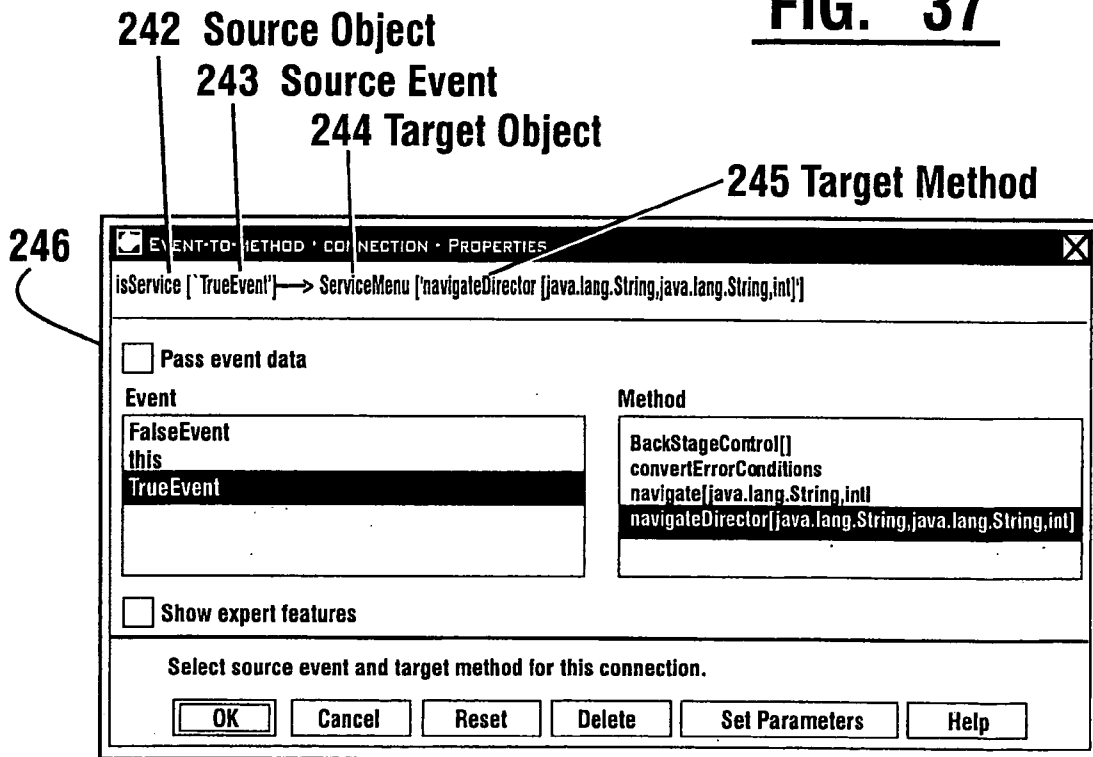 FIG. 37
242 Source Object
243 Source Event
244 Target Object
245 Target Method
246
EVENT-TO-METHOD · CONNECTION · PROPERTIES
isService [`TrueEvent']—> ServiceMenu ['navigateDirector [java.lang.String,java.lang.String,int]']
Pass event data
Event
FalseEvent
this
TrueEvent
Method
BackStageControl[]
convertErrorConditions
navigate[java.lang.String,int]
navigateDirector[java.lang.String,java.lang.String,int]
Show expert features
Select source event and target method for this connection.
OK Cancel Reset Delete Set Parameters Help